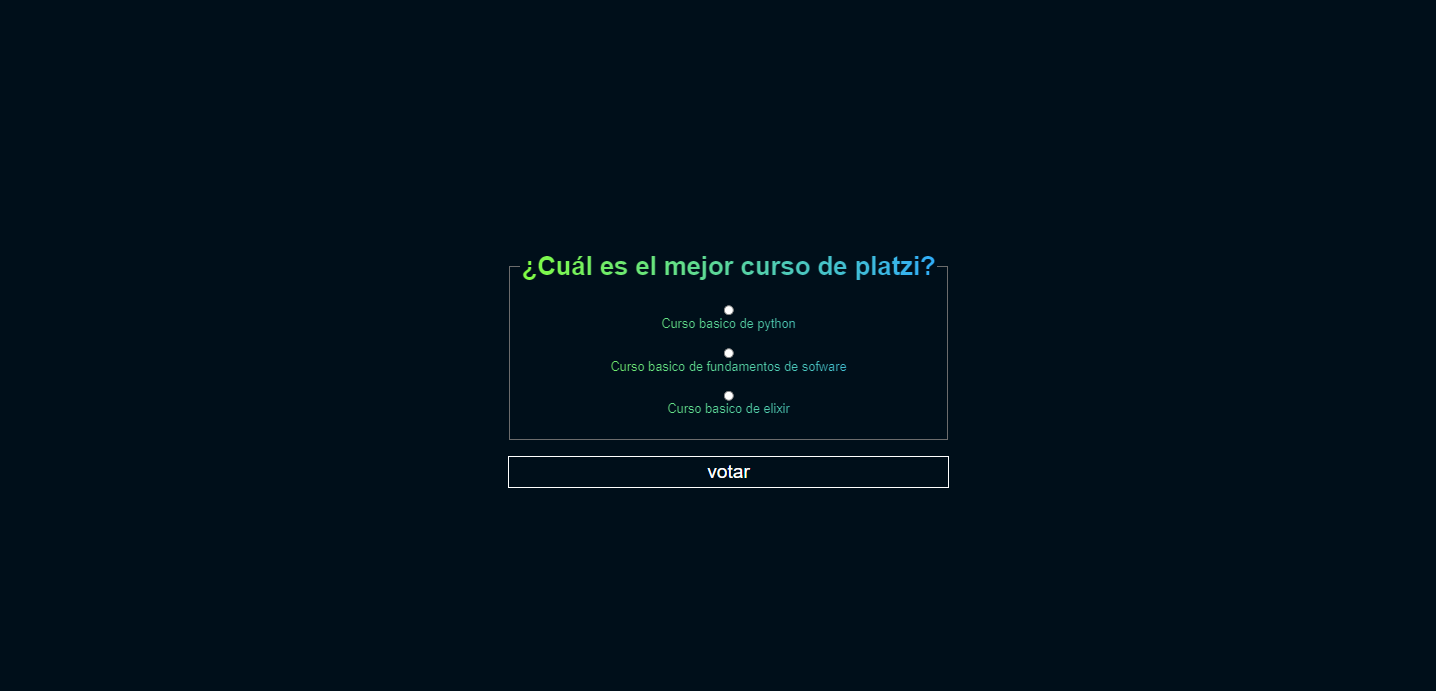 ¿Cuál es el mejor curso de platzi?
Curso basico de python
Curso basico de fundamentos de sofware
Curso basico de elixir
votar